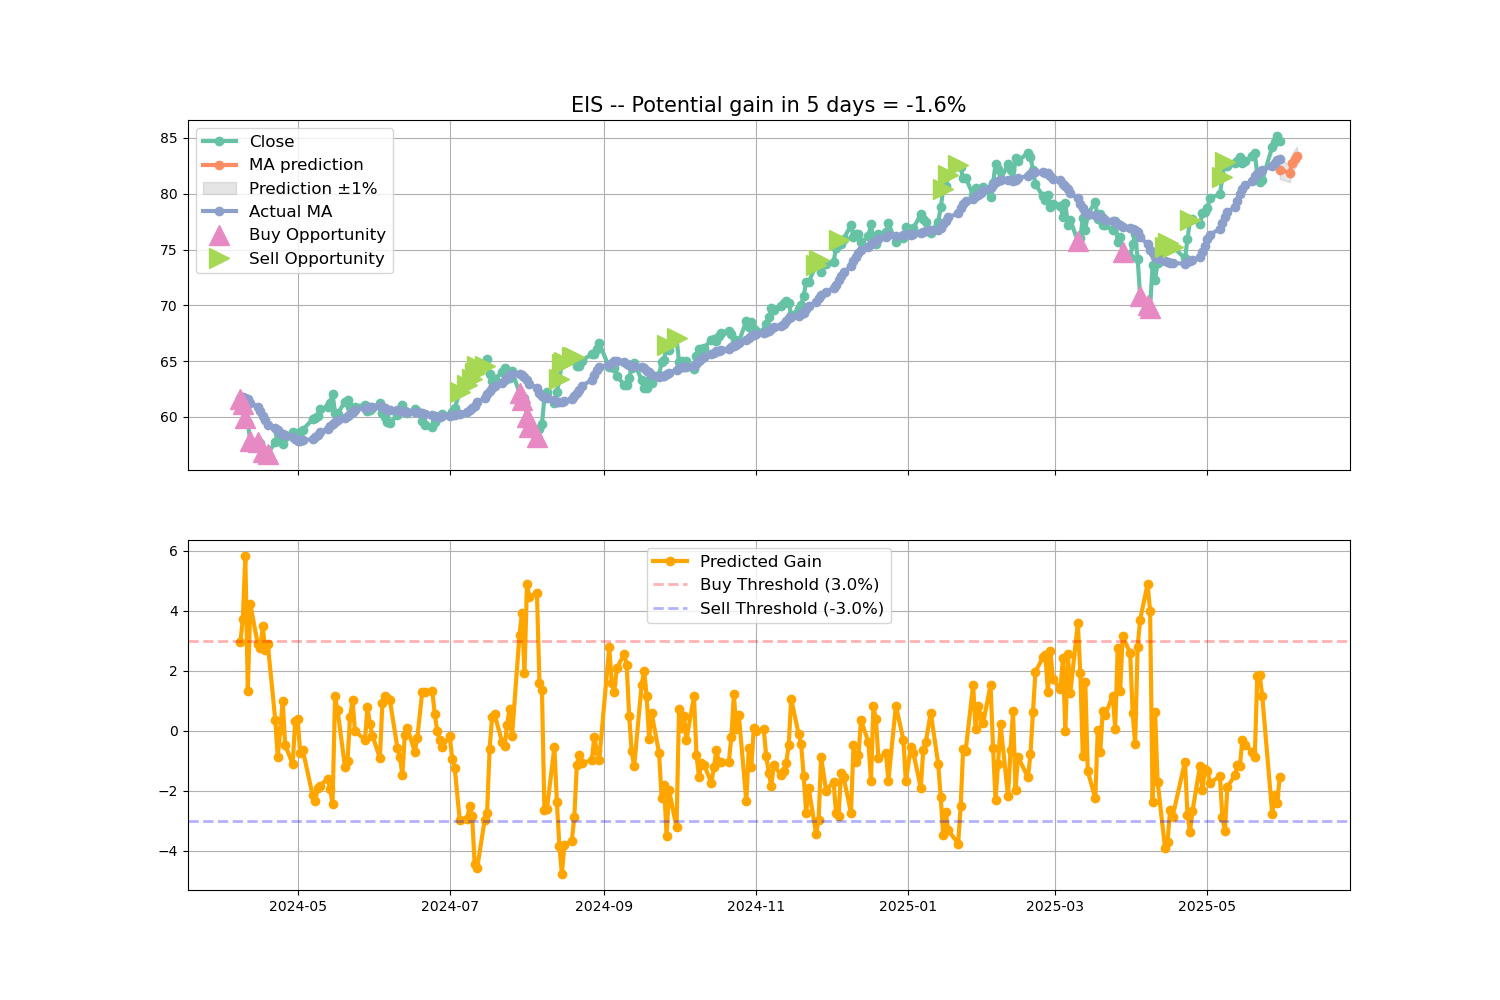 EIS -- Potential gain in 5 days = -1.6%
85
80
75
70
65
60
Close
MA prediction
Prediction ±1%
Actual MA
Buy Opportunity
Sell Opportunity
6
4
2
0
−2
−4
Predicted Gain
Buy Threshold (3.0%)
Sell Threshold (-3.0%)
2024-05
2024-07
2024-09
2024-11
2025-01
2025-03
2025-05